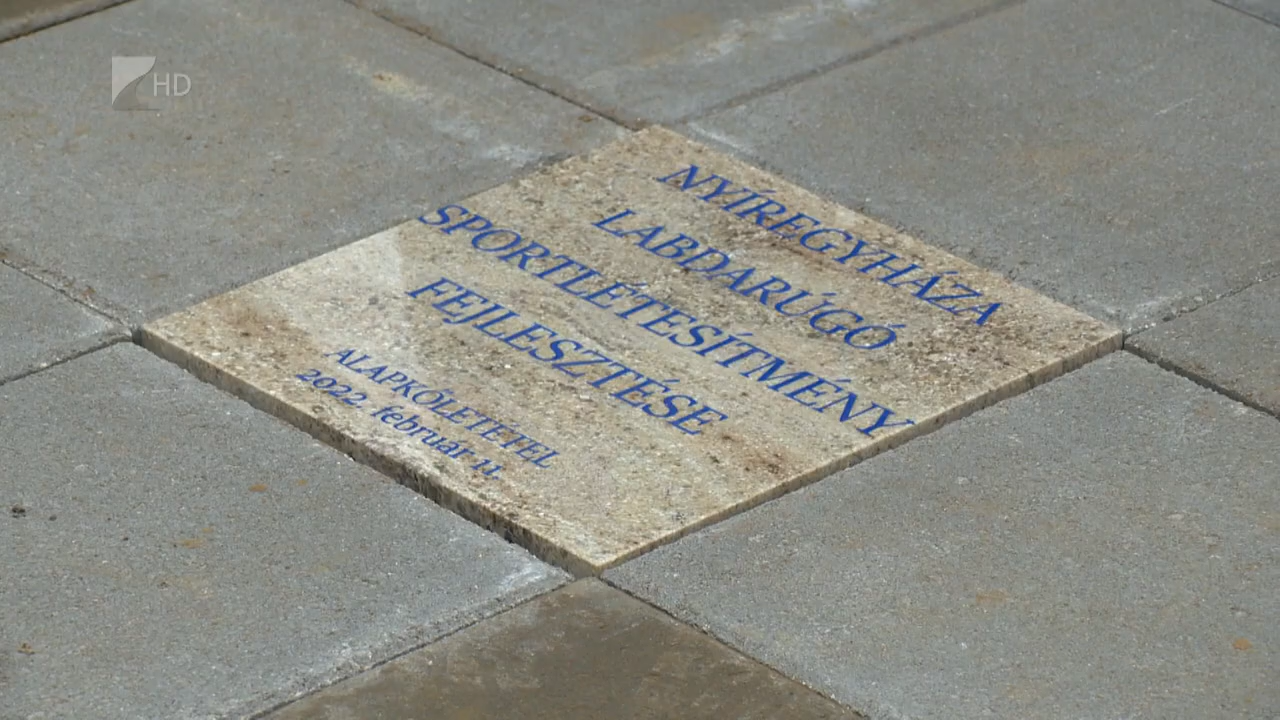 HD
NYÍREGYHÁZA
LABDARÚGÓ
SPORTLÉTESÍTMÉNY
FEJLESZTÉSE
ALAPKŐLETÉTEL
2022. február 11.